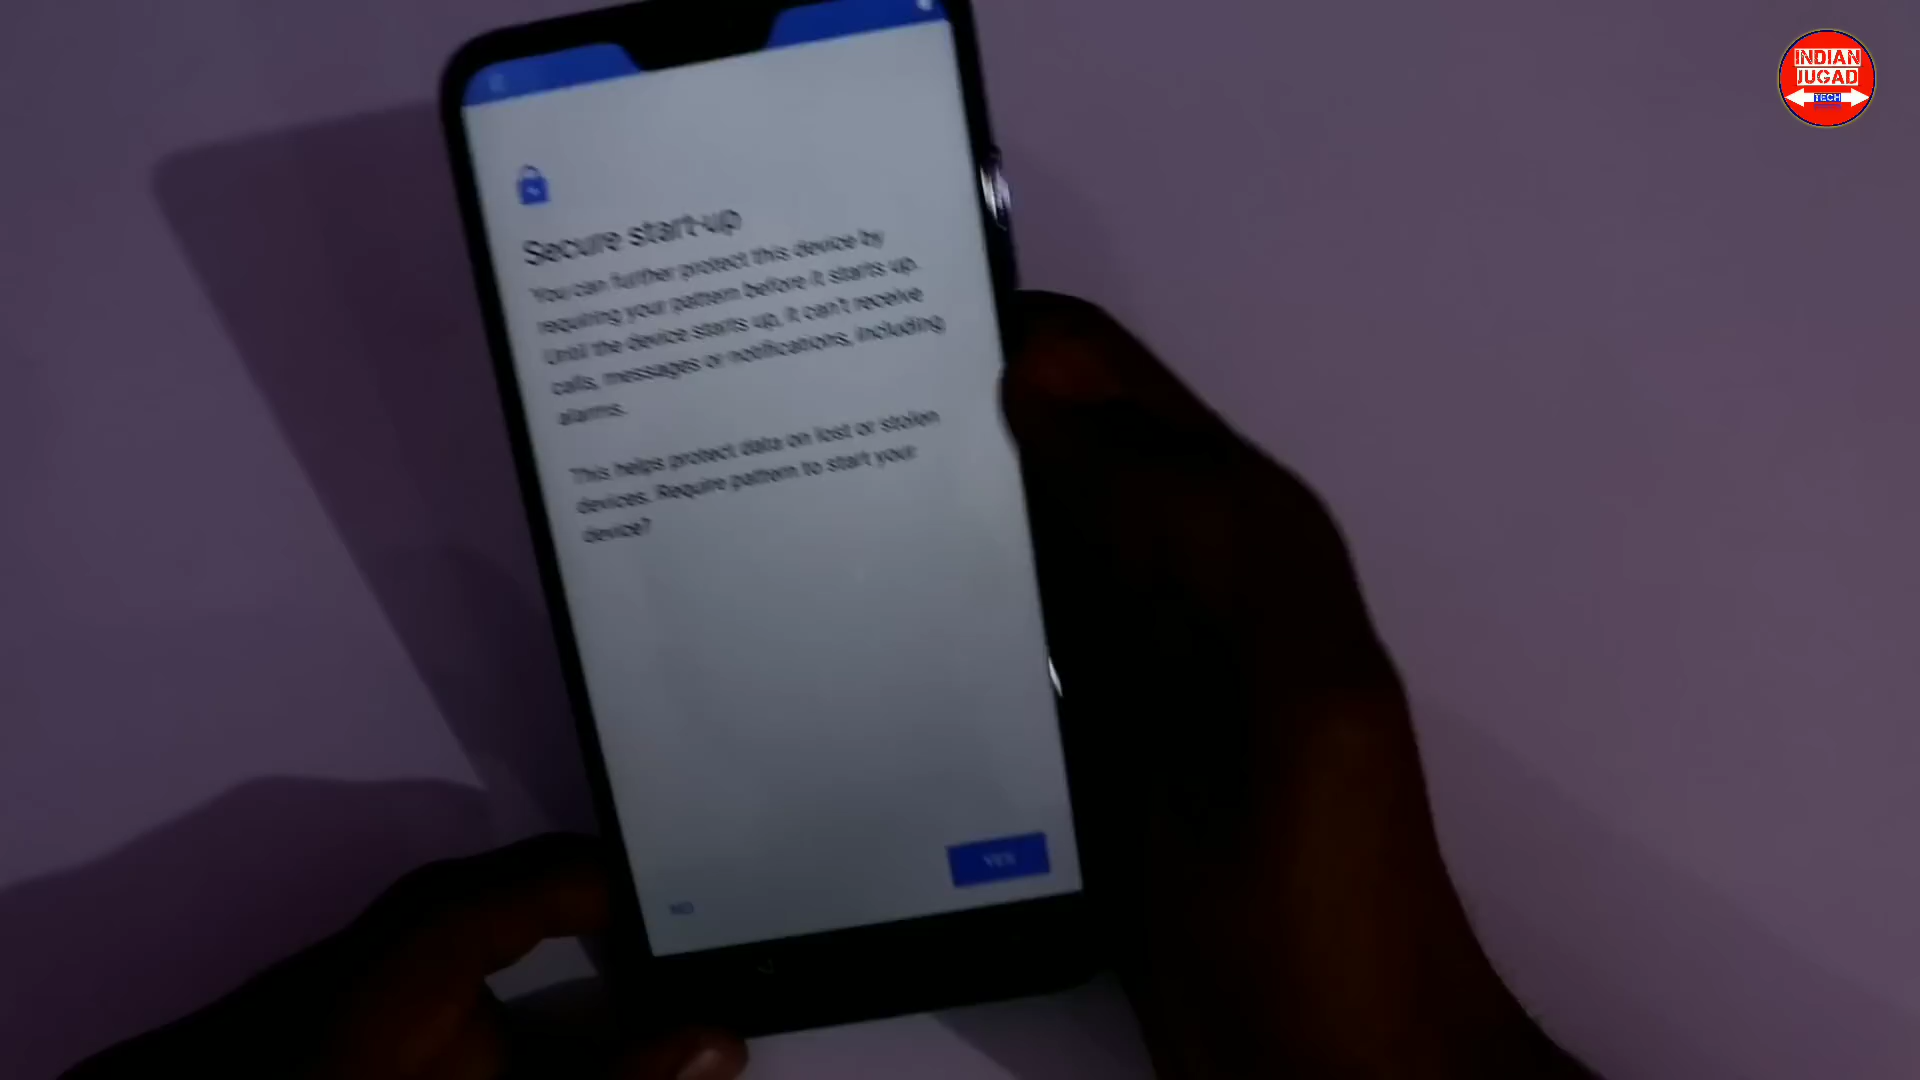 INDIAN
JUGAD
TECH
Secure start-up
You can further protect this device by
requiring your pattern before it starts up.
Until the device starts up, it can't receive
calls, messages or notifications, including
alarms.
This helps protect data on lost or stolen
devices. Require pattern to start your
device?
YES
NO